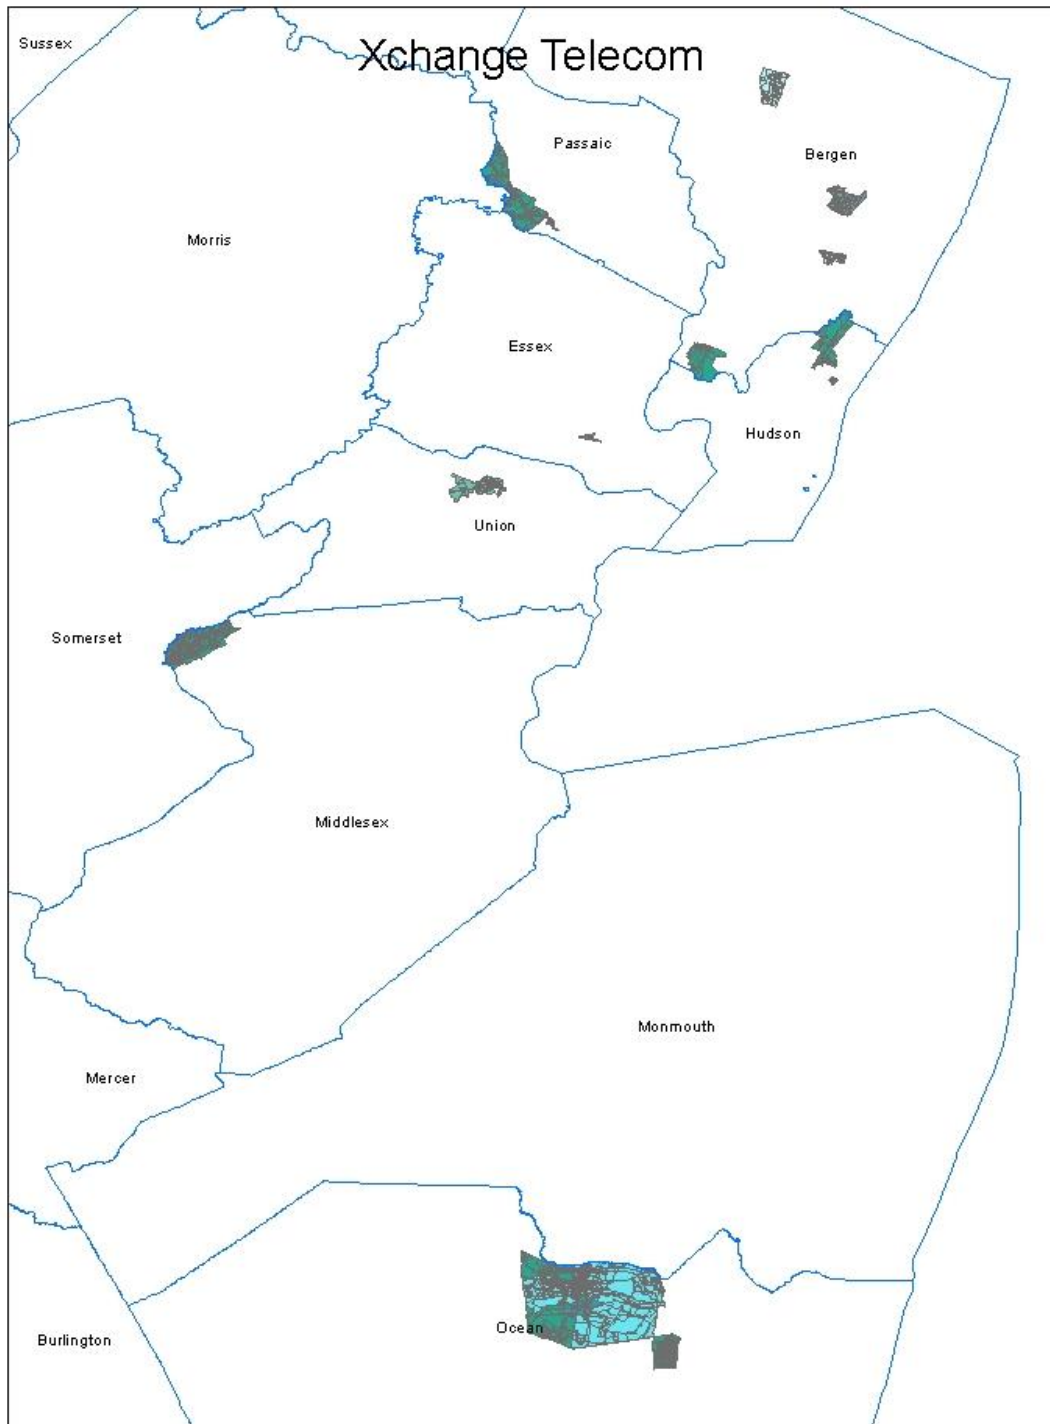 Sussex
Xchange Telecom
Passaic
Bergen
Morris
Essex
Hudson
Union
Somerset
Middlesex
Monmouth
Mercer
Ocean
Burlington